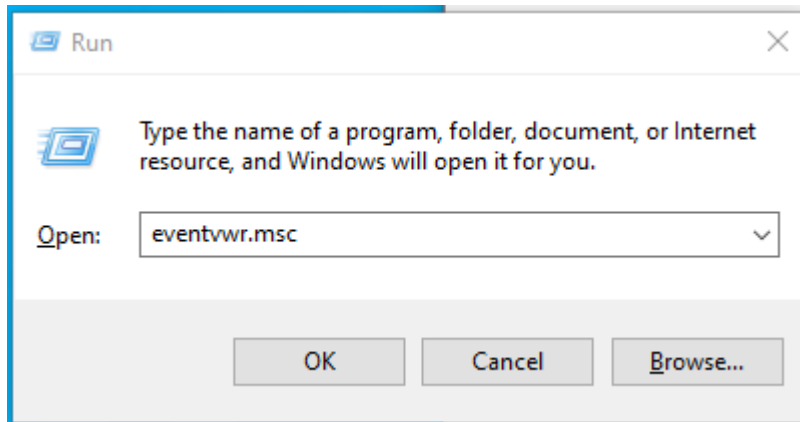 Run
Type the name of a program, folder, document, or Internet
resource, and Windows will open it for you.
Open: eventvwr.msc
OK Cancel Browse...